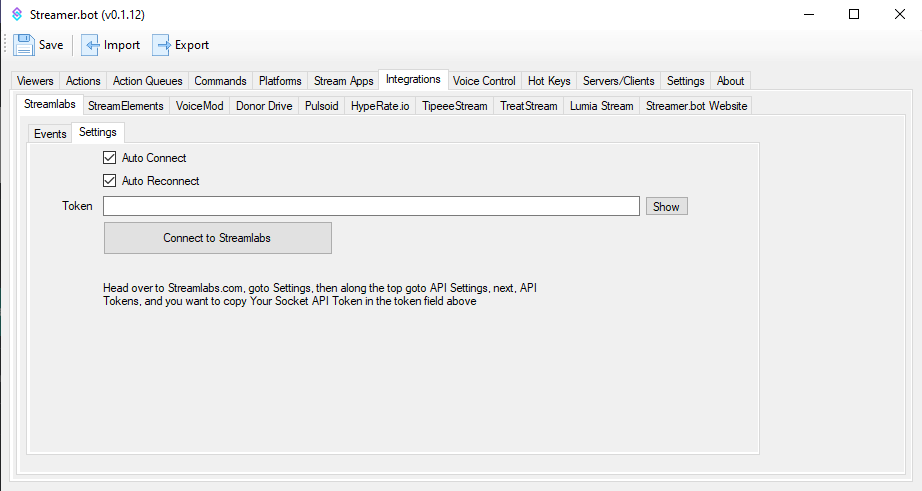 Streamer.bot (v0.1.12)
Save Import Export
Viewers Actions Action Queues Commands Platforms Stream Apps Integrations Voice Control Hot Keys Servers/Clients Settings About
Streamlabs StreamElements VoiceMod Donor Drive Pulsoid HypeRate.io TipeeeStream TreatStream Lumia Stream Streamer.bot Website
Events Settings
Auto Connect
Auto Reconnect
Token Show
Connect to Streamlabs
Head over to Streamlabs.com, goto Settings, then along the top goto API Settings, next, API
Tokens, and you want to copy Your Socket API Token in the token field above